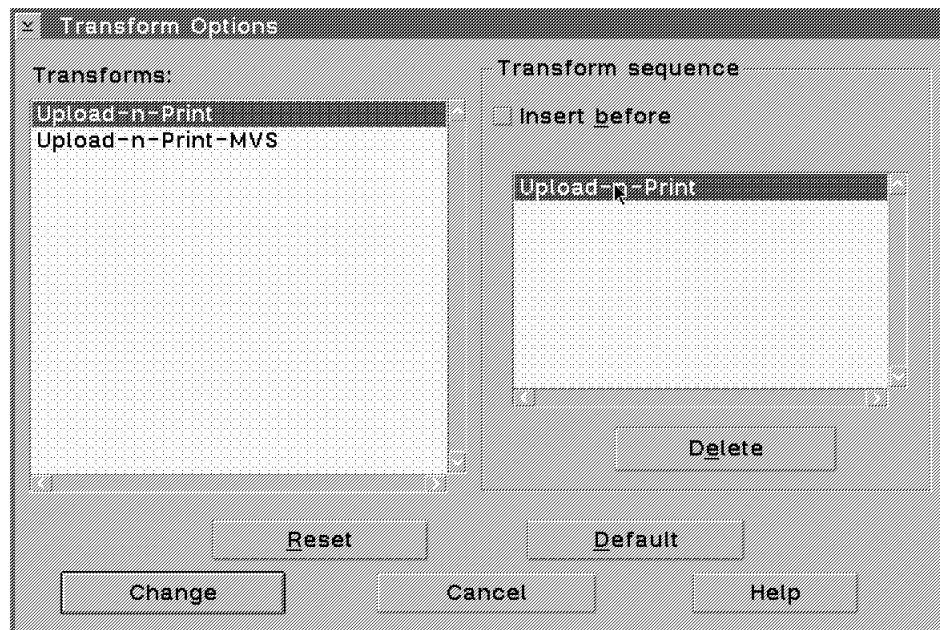 Transform Options
Transforms:
Upload-n-Print
Upload-n-Print-MVS
Transform sequence
Insert before
Upload-n-Print
Delete
Reset
Default
Change
Cancel
Help